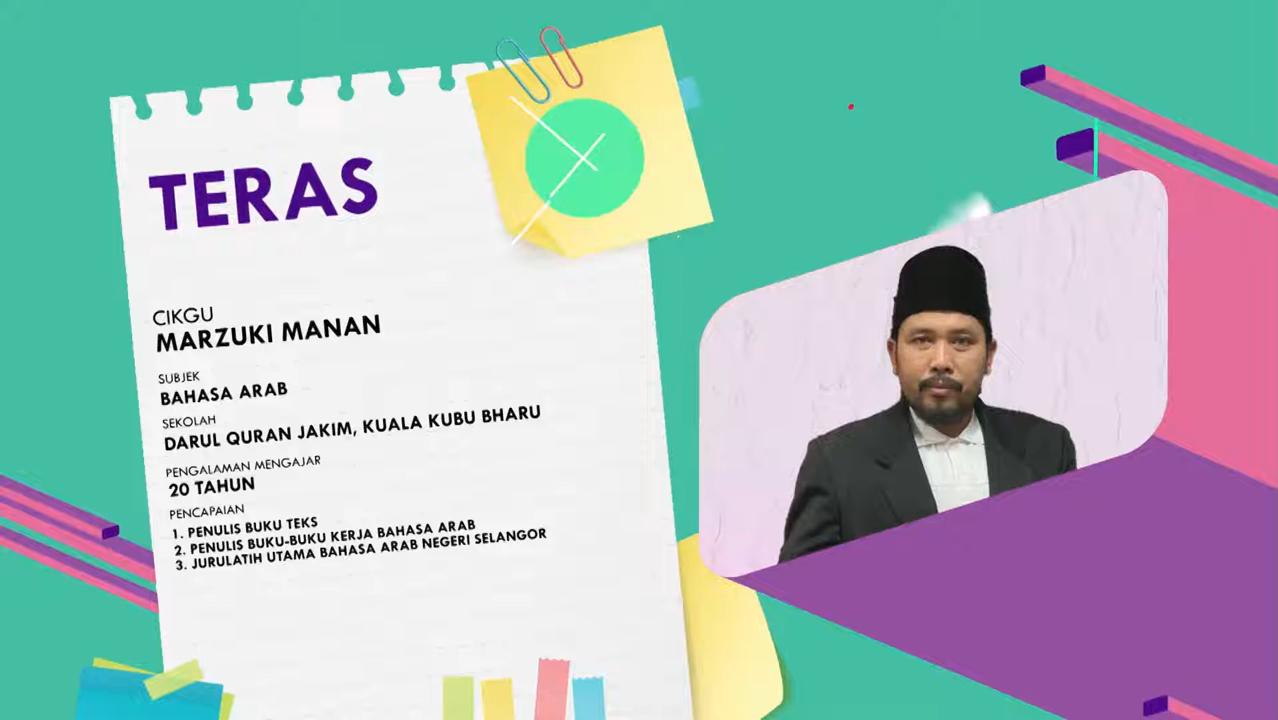 TERAS
CIKGU
MARZUKI MANAN
SUBJEK
BAHASA ARAB
SEKOLAH
DARUL QURAN JAKIM, KUALA KUBU BHARU
PENGALAMAN MENGAJAR
20 TAHUN
PENCAPAIAN
1. PENULIS BUKU TEKS
2. PENULIS BUKU-BUKU KERJA BAHASA ARAB
3. JURULATIH UTAMA BAHASA ARAB NEGERI SELANGOR